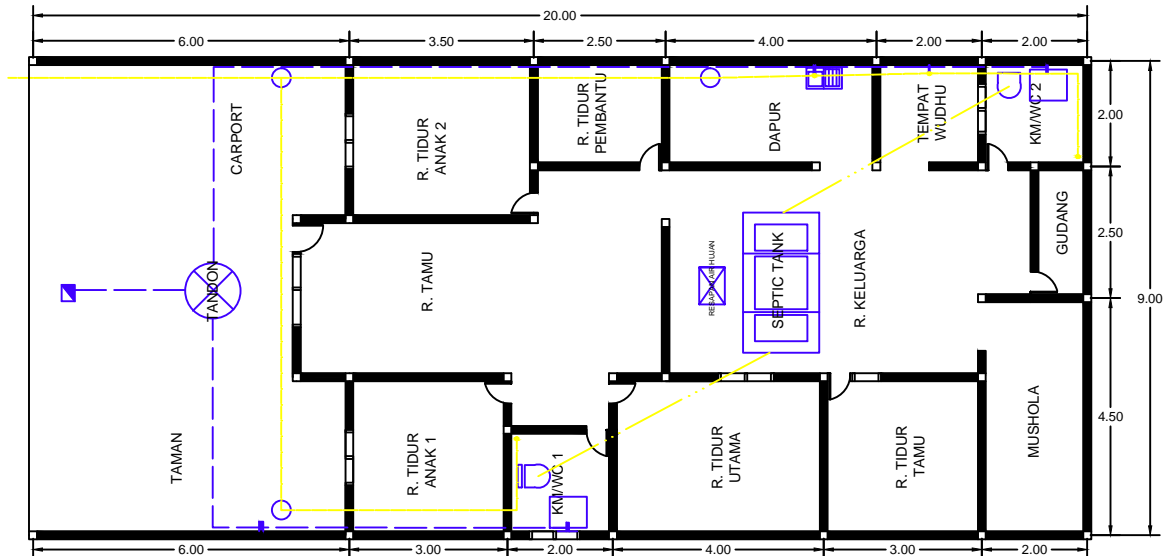 20.00
6.00
3.50
2.50
4.00
2.00
2.00
CARPORT
R. TIDUR
ANAK 2
R. TIDUR
PEMBANTU
DAPUR
TEMPAT
WUDHU
KM/WC 2
2.00
TANDON
R. TAMU
RESAPAN AIR HUJAN
SEPTIC TANK
R. KELUARGA
GUDANG
2.50
9.00
TAMAN
R. TIDUR
ANAK 1
KM/WC 1
R. TIDUR
UTAMA
R. TIDUR
TAMU
MUSHOLA
4.50
6.00
3.00
2.00
4.00
3.00
2.00